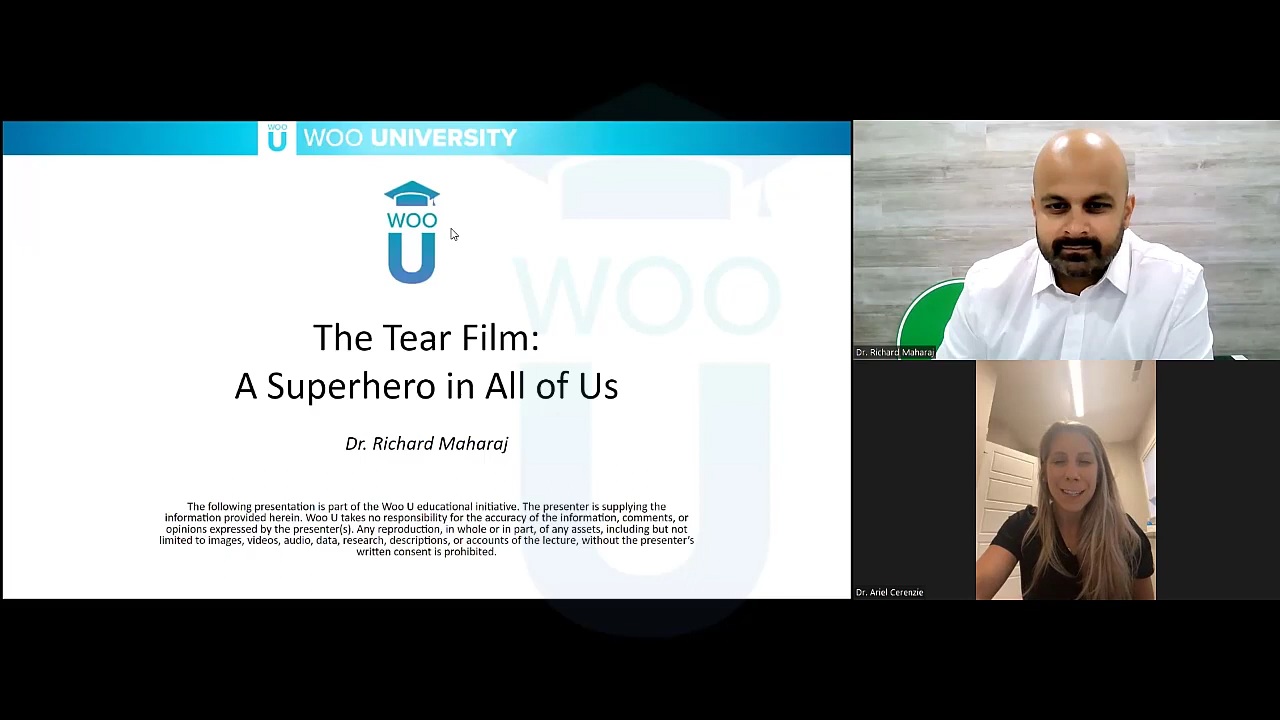 WOO
U
WOO UNIVERSITY
WOO
U
The Tear Film:
A Superhero in All of Us
Dr. Richard Maharaj
The following presentation is part of the Woo U educational initiative. The presenter is supplying the
information provided herein. Woo U takes no responsibility for the accuracy of the information, comments, or
opinions expressed by the presenter(s). Any reproduction, in whole or in part, of any assets, including but not
limited to images, videos, audio, data, research, descriptions, or accounts of the lecture, without the presenter's
written consent is prohibited.
WOO
U
Dr. Richard Maharaj
Dr. Ariel Cerenzie